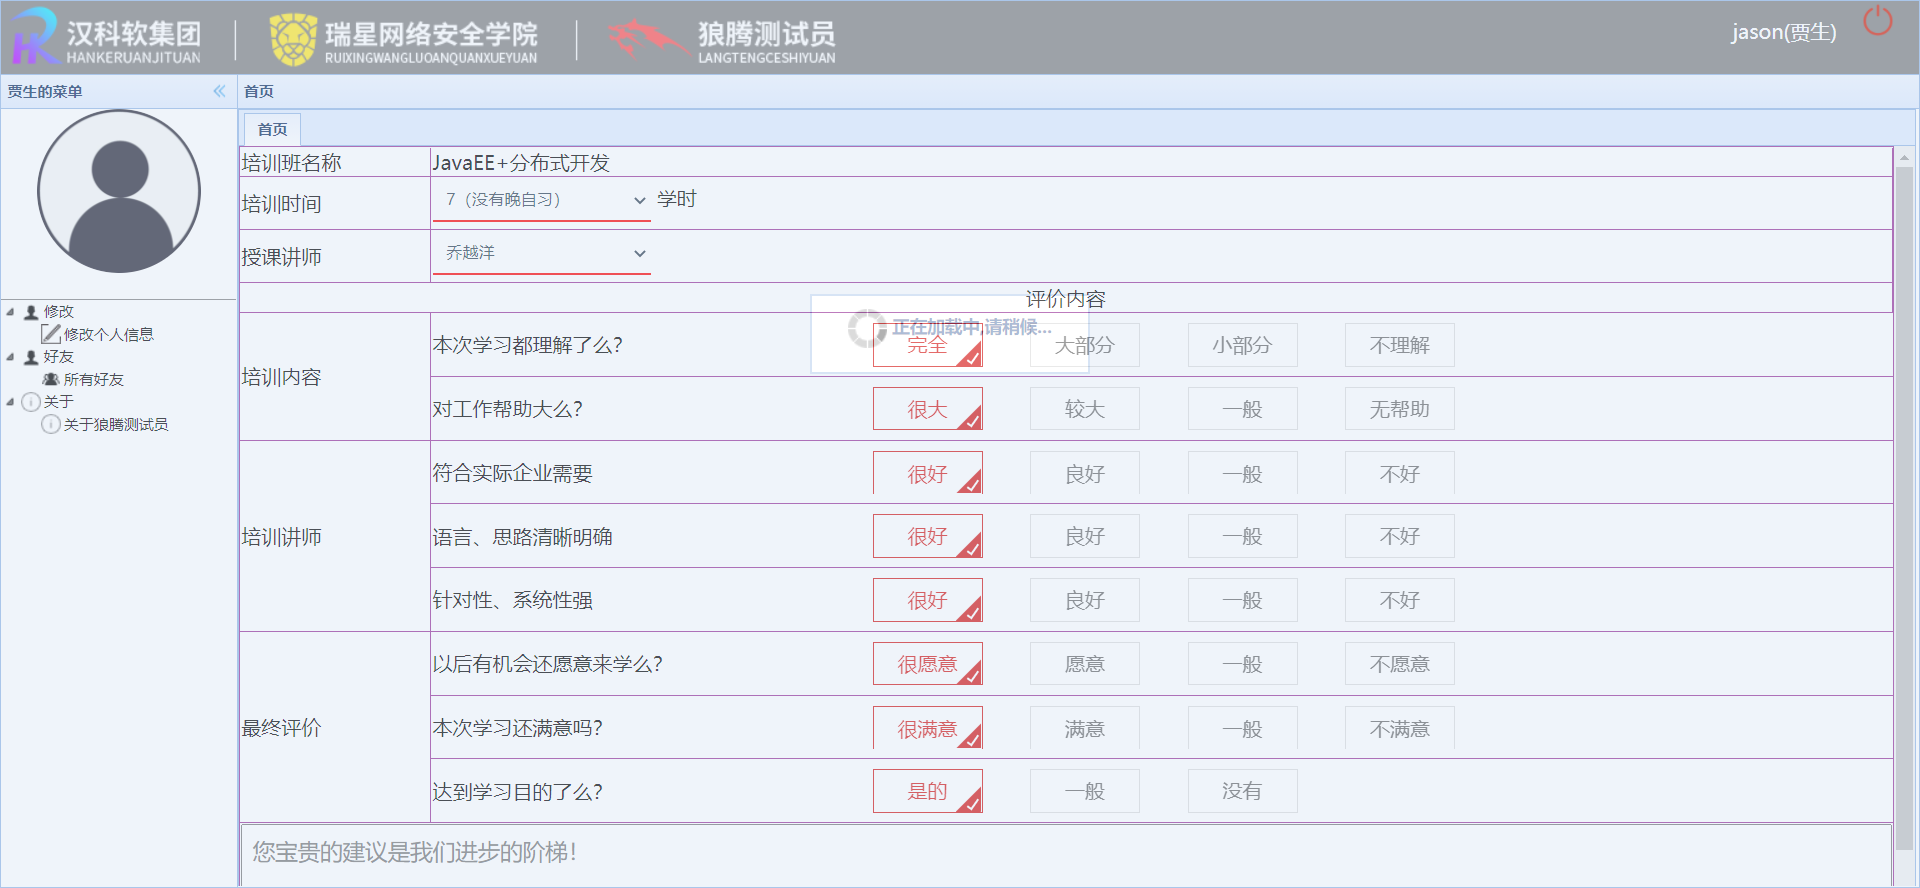 汉科软集团
HANKERUANJITUAN
瑞星网络安全学院
RUIXINGWANGLUOANQUANXUEYUAN
狼腾测试员
LANGTENGCESHIYUAN
jason(贾生)
贾生的菜单
首页
修改
修改个人信息
好友
所有好友
关于
关于狼腾测试员
首页
培训班名称 JavaEE+分布式开发
培训时间 7（没有晚自习） 学时
授课讲师 乔越洋
评价内容
正在加载中,请稍候...
培训内容
本次学习都理解了么? 完全 大部分 小部分 不理解
对工作帮助大么? 很大 较大 一般 无帮助
培训讲师
符合实际企业需要 很好 良好 一般 不好
语言、思路清晰明确 很好 良好 一般 不好
针对性、系统性强 很好 良好 一般 不好
最终评价
以后有机会还愿意来学么? 很愿意 愿意 一般 不愿意
本次学习还满意吗? 很满意 满意 一般 不满意
达到学习目的了么? 是的 一般 没有
您宝贵的建议是我们进步的阶梯!